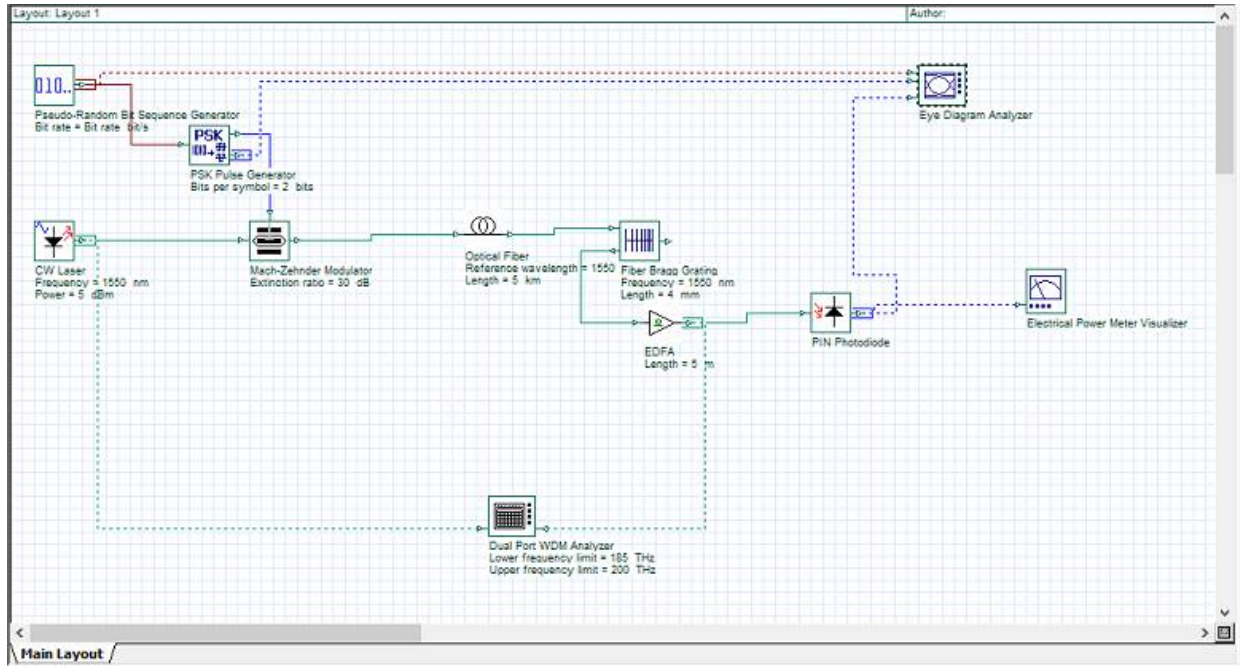 Layout: Layout 1
Author:
010..
Pseudo-Random Bit Sequence Generator
Bit rate = Bit rate bit/s
Eye Diagram Analyzer
PSK
PSK Pulse Generator
Bits per symbol = 2 bits
CW Laser
Frequency = 1550 nm
Power = 5 dBm
Mach-Zehnder Modulator
Extinction ratio = 30 dB
Optical Fiber
Reference wavelength = 1550
Length = 5 km
Fiber Bragg Grating
Frequency = 1550 nm
Length = 4 mm
EDFA
Length = 5 m
PIN Photodiode
Electrical Power Meter Visualizer
Dual Port WDM Analyzer
Lower frequency limit = 185 THz
Upper frequency limit = 200 THz
Main Layout